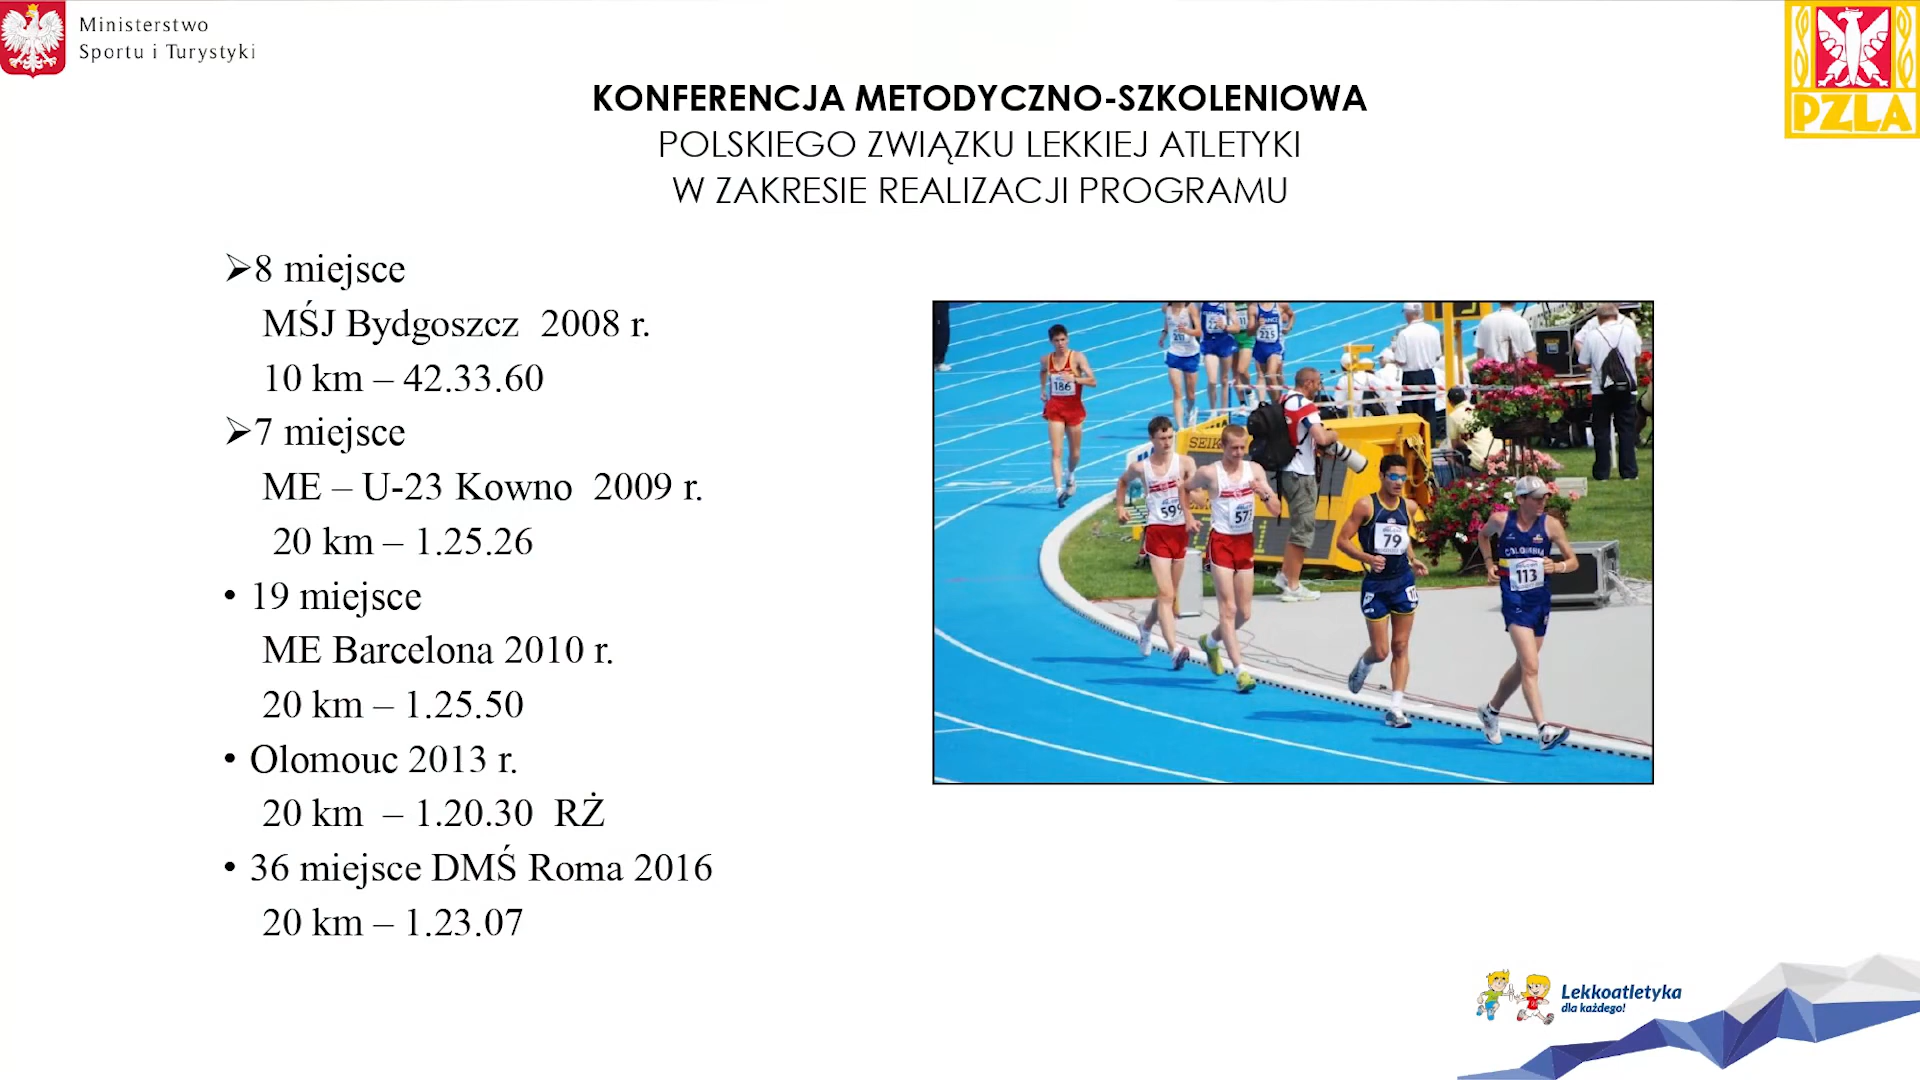 Ministerstwo
Sportu i Turystyki
PZLA
KONFERENCJA METODYCZNO-SZKOLENIOWA
POLSKIEGO ZWIĄZKU LEKKIEJ ATLETYKI
W ZAKRESIE REALIZACJI PROGRAMU
➢8 miejsce
MŚJ Bydgoszcz 2008 r.
10 km – 42.33.60
➢7 miejsce
ME – U-23 Kowno 2009 r.
20 km – 1.25.26
• 19 miejsce
ME Barcelona 2010 r.
20 km – 1.25.50
• Olomouc 2013 r.
20 km – 1.20.30 RŻ
• 36 miejsce DMŚ Roma 2016
20 km – 1.23.07
186
225
SEIKO
79
COLOMBIA
113
Lekkoatletyka
dla każdego!